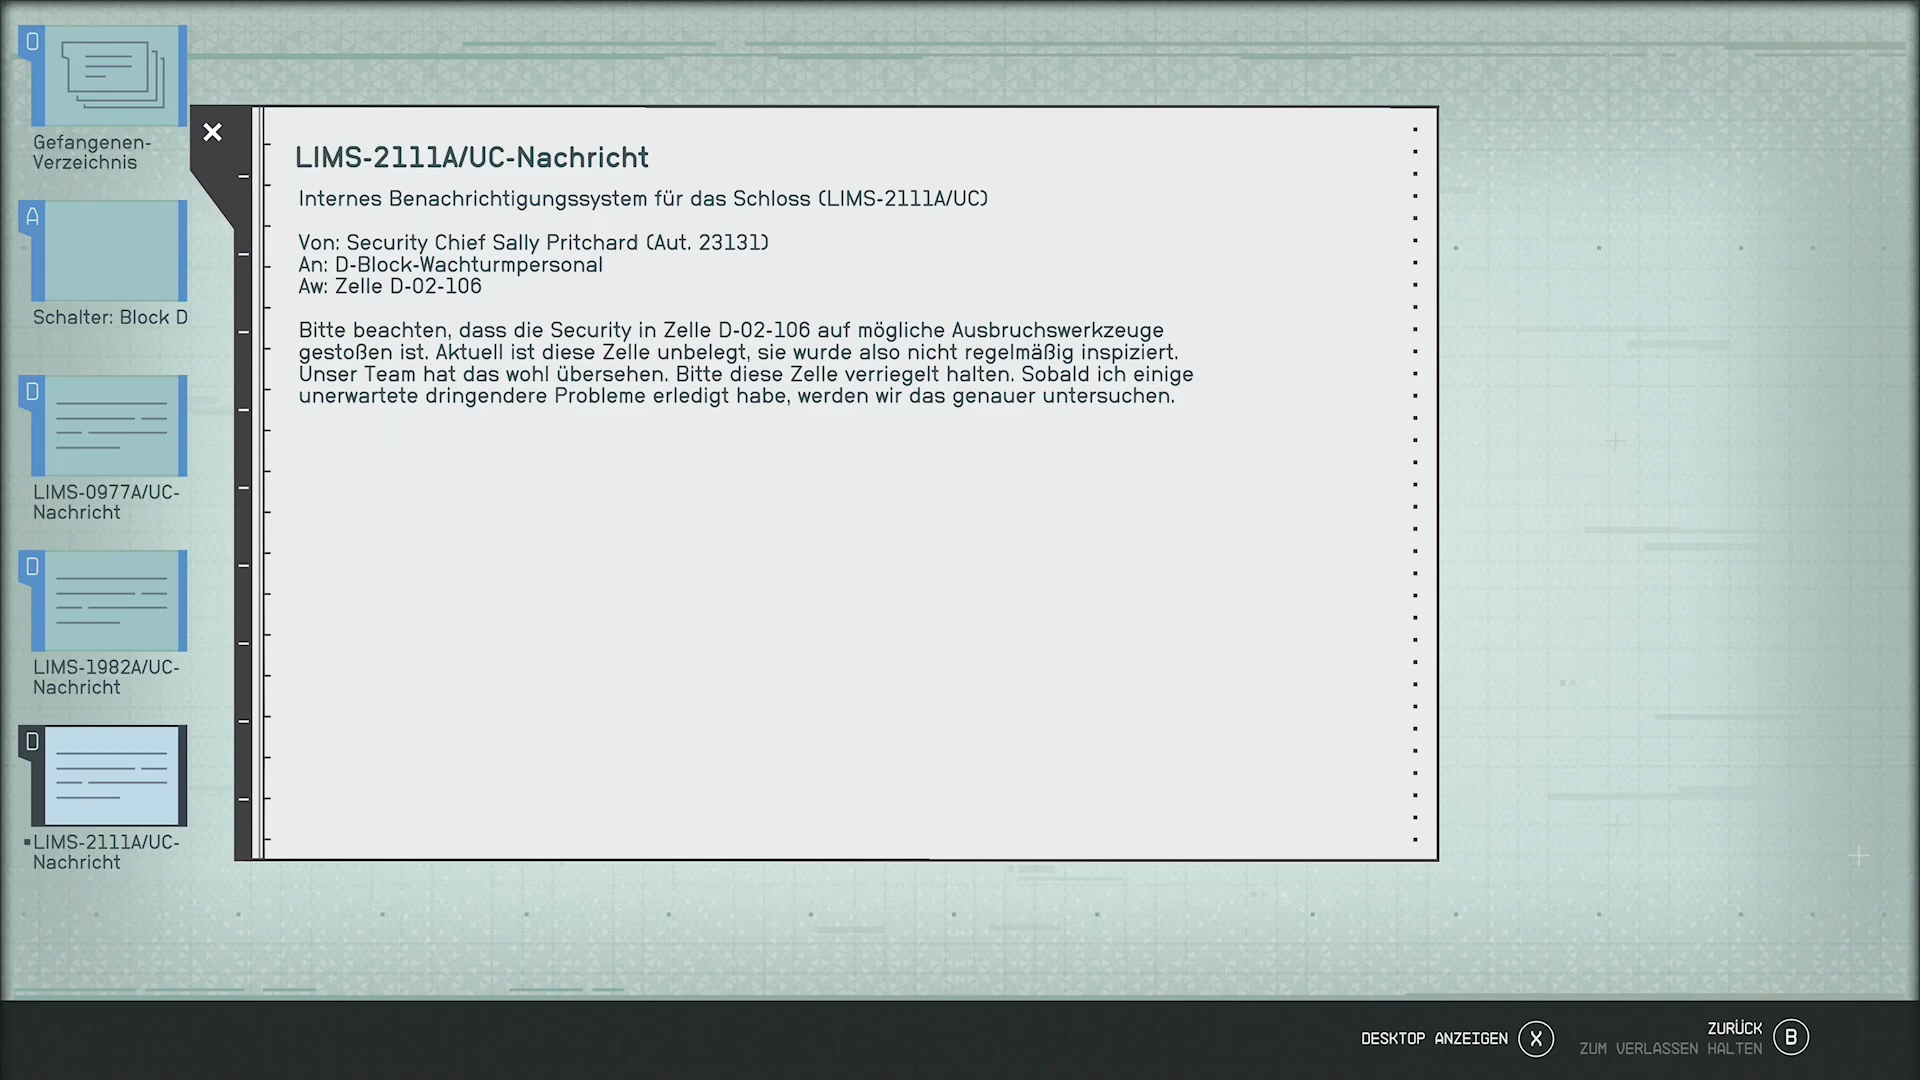 O
Gefangenen-
Verzeichnis
A
Schalter: Block D
D
LIMS-0977A/UC-
Nachricht
D
LIMS-1982A/UC-
Nachricht
D
LIMS-2111A/UC-
Nachricht
LIMS-2111A/UC-Nachricht
Internes Benachrichtigungssystem für das Schloss (LIMS-2111A/UC)
Von: Security Chief Sally Pritchard (Aut. 23131)
An: D-Block-Wachturmpersonal
Aw: Zelle D-02-106
Bitte beachten, dass die Security in Zelle D-02-106 auf mögliche Ausbruchswerkzeuge
gestoßen ist. Aktuell ist diese Zelle unbelegt, sie wurde also nicht regelmäßig inspiziert.
Unser Team hat das wohl übersehen. Bitte diese Zelle verriegelt halten. Sobald ich einige
unerwartete dringendere Probleme erledigt habe, werden wir das genauer untersuchen.
DESKTOP ANZEIGEN X
ZURÜCK B
ZUM VERLASSEN HALTEN